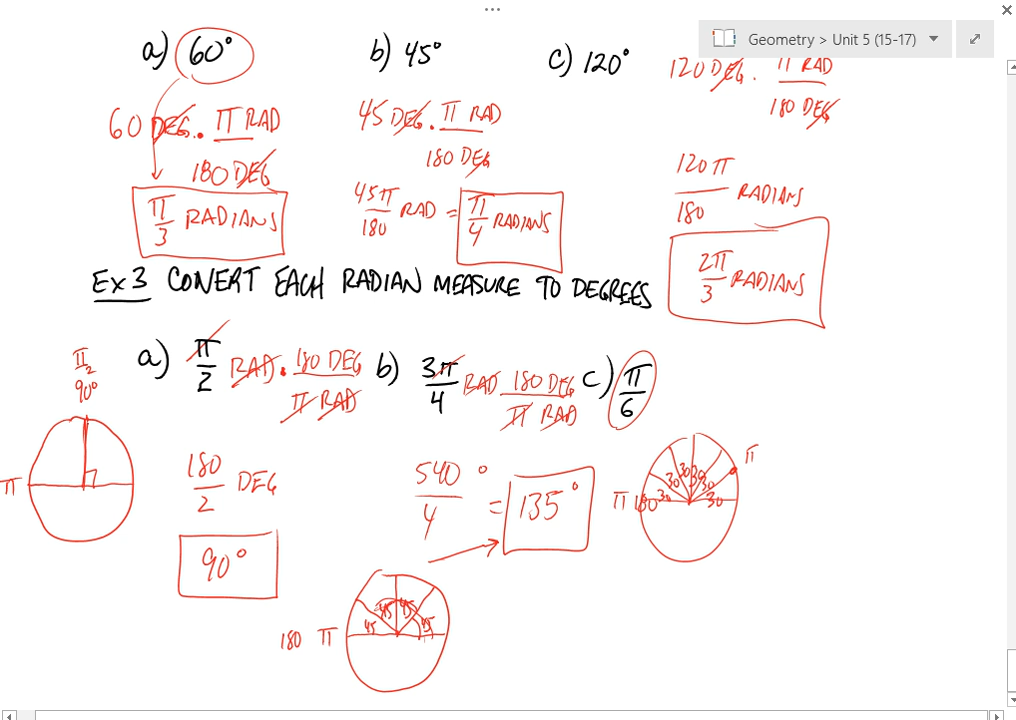 Geometry > Unit 5 (15-17)
a) 60°
60 DEG. · π RAD
180 DEG
π/3 RADIANS
b) 45°
45 DEG. · π RAD
180 DEG
45π/180 RAD = π/4 RADIANS
c) 120°
120 DEG. · π RAD
180 DEG
120π/180 RADIANS
2π/3 RADIANS
Ex 3 CONVERT EACH RADIAN MEASURE TO DEGREES
π/2
90°
π
a) π/2 RAD · 180 DEG/π RAD
180/2 DEG
90°
b) 3π/4 RAD 180 DEG/π RAD
540°/4 = 135°
180 π
45 45 45 45
c) π/6
π 180
30 30 30 30 30 30
π